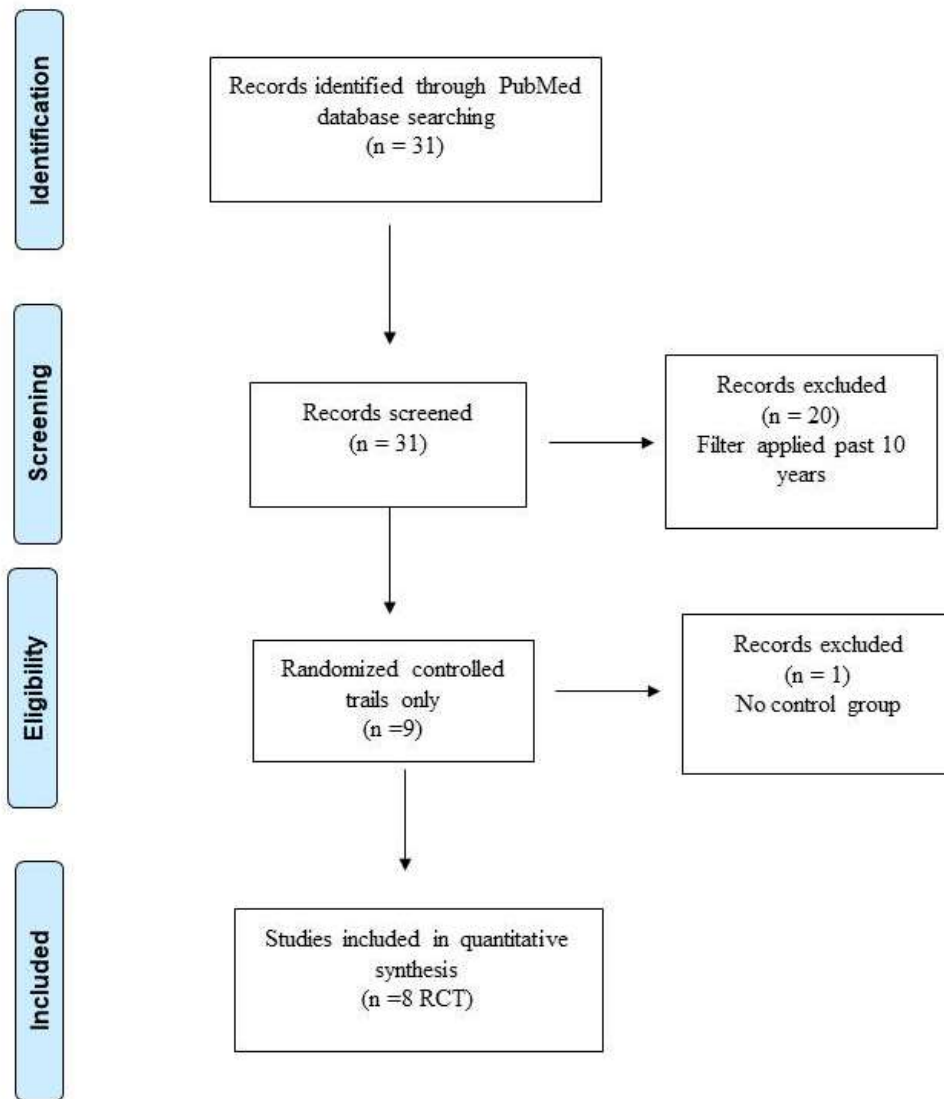 Identification
Records identified through PubMed
database searching
(n = 31)
Screening
Records screened
(n = 31)
Records excluded
(n = 20)
Filter applied past 10
years
Eligibility
Randomized controlled
trails only
(n =9)
Records excluded
(n = 1)
No control group
Included
Studies included in quantitative
synthesis
(n =8 RCT)